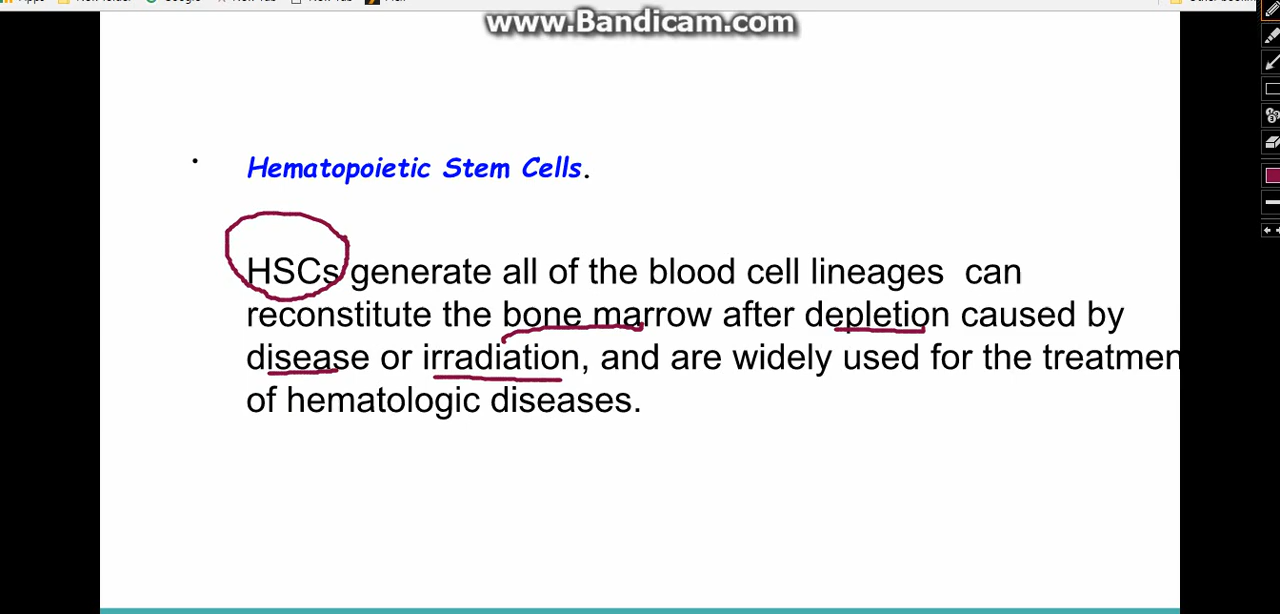 www.Bandicam.com
Hematopoietic Stem Cells.
HSCs generate all of the blood cell lineages can
reconstitute the bone marrow after depletion caused by
disease or irradiation, and are widely used for the treatmen
of hematologic diseases.